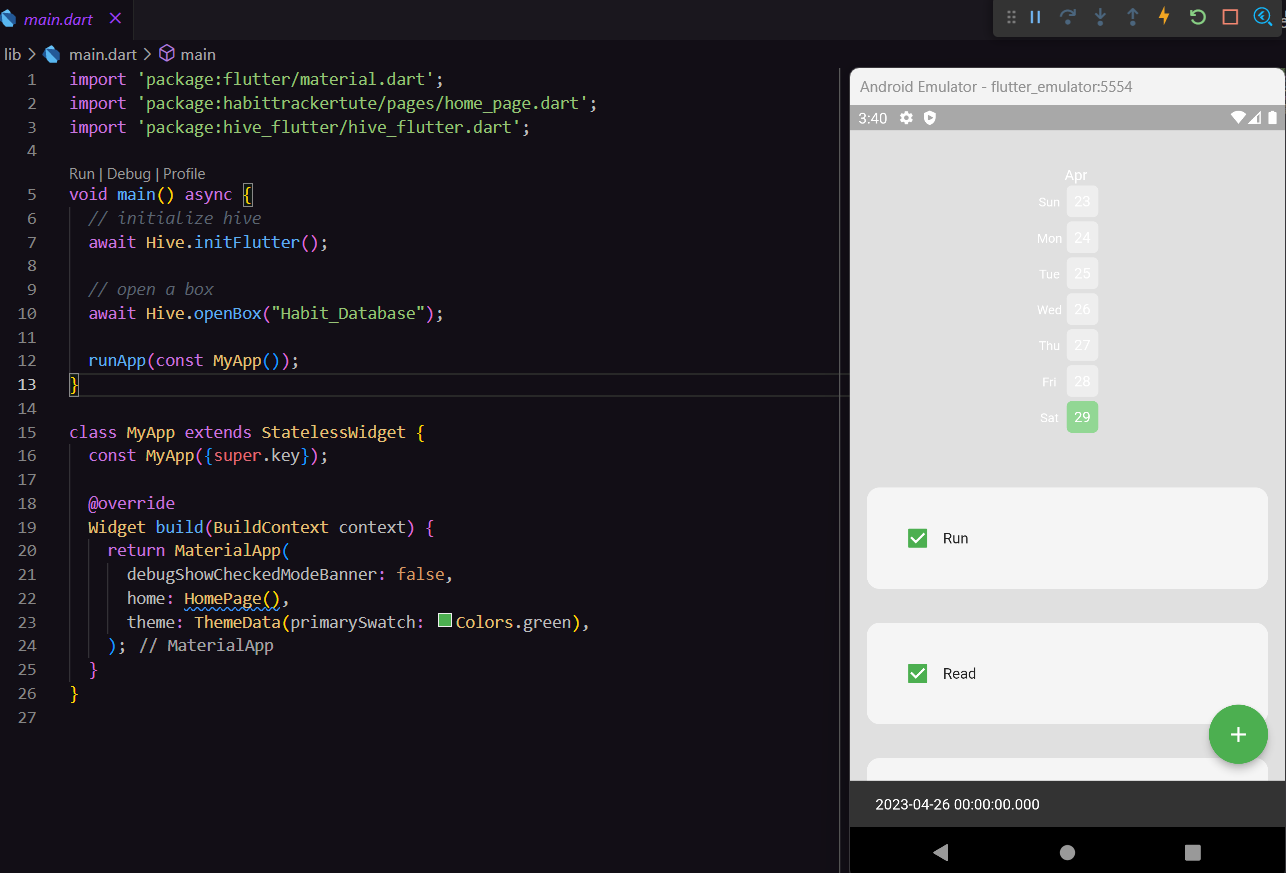 main.dart
lib > main.dart > main
1 import 'package:flutter/material.dart';
2 import 'package:habittrackertute/pages/home_page.dart';
3 import 'package:hive_flutter/hive_flutter.dart';
4
Run | Debug | Profile
5 void main() async {
6 // initialize hive
7 await Hive.initFlutter();
8
9 // open a box
10 await Hive.openBox("Habit_Database");
11
12 runApp(const MyApp());
13 }
14
15 class MyApp extends StatelessWidget {
16 const MyApp({super.key});
17
18 @override
19 Widget build(BuildContext context) {
20 return MaterialApp(
21 debugShowCheckedModeBanner: false,
22 home: HomePage(),
23 theme: ThemeData(primarySwatch: Colors.green),
24 ); // MaterialApp
25 }
26 }
27
Android Emulator - flutter_emulator:5554
3:40
Apr
Sun 23
Mon 24
Tue 25
Wed 26
Thu 27
Fri 28
Sat 29
Run
Read
+
2023-04-26 00:00:00.000